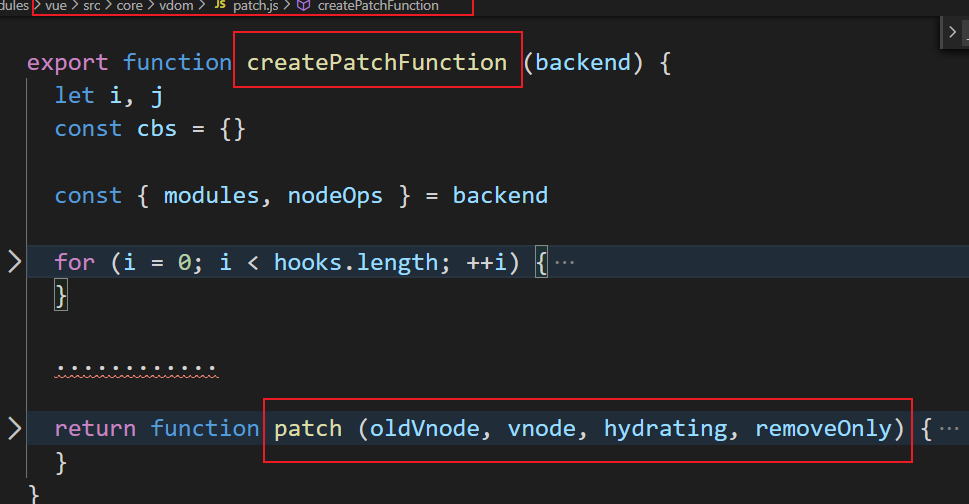 dules > vue > src > core > vdom > JS patch.js > createPatchFunction
export function createPatchFunction (backend) {
let i, j
const cbs = {}
const { modules, nodeOps } = backend
for (i = 0; i < hooks.length; ++i) {···
}
............
return function patch (oldVnode, vnode, hydrating, removeOnly) {···
}
}